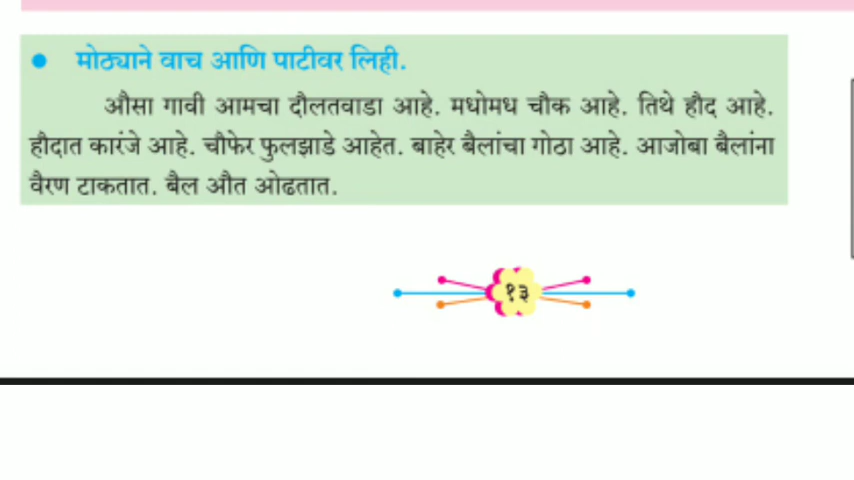 ● मोठ्याने वाच आणि पाटीवर लिही.
औसा गावी आमचा दौलतवाडा आहे. मधोमध चौक आहे. तिथे हौद आहे.
हौदात कारंजे आहे. चौफेर फुलझाडे आहेत. बाहेर बैलांचा गोठा आहे. आजोबा बैलांना
वैरण टाकतात. बैल औत ओढतात.
१३